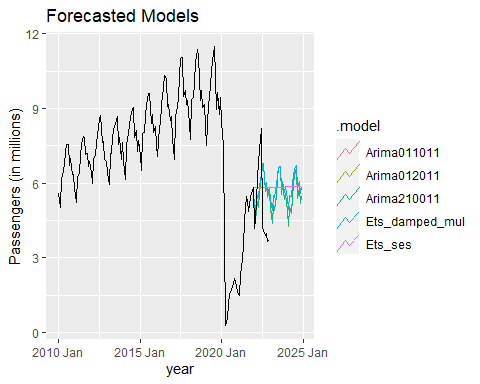 Forecasted Models
Passengers (in millions)
12
9
6
3
0
2010 Jan
2015 Jan
2020 Jan
2025 Jan
year
.model
Arima011011
Arima012011
Arima210011
Ets_damped_mul
Ets_ses